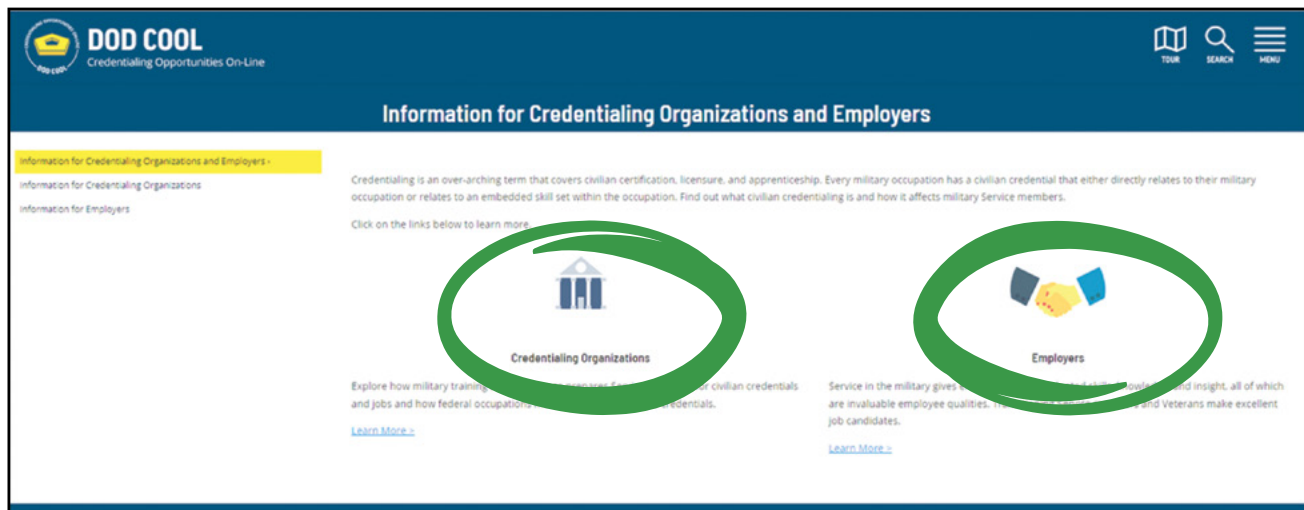 DOD COOL
Credentialing Opportunities On-Line
DOD COOL
TOUR
SEARCH
MENU
Information for Credentialing Organizations and Employers
Information for Credentialing Organizations and Employers -
Information for Credentialing Organizations
Information for Employers
Credentialing is an over-arching term that covers civilian certification, licensure, and apprenticeship. Every military occupation has a civilian credential that either directly relates to their military
occupation or relates to an embedded skill set within the occupation. Find out what civilian credentialing is and how it affects military Service members.
Click on the links below to learn more.
Credentialing Organizations
Explore how military training prepares or civilian credentials
and jobs and how federal occupations credentials.
Learn More >
Employers
Service in the military gives and insight, all of which
are invaluable employee qualities. and Veterans make excellent
job candidates.
Learn More >